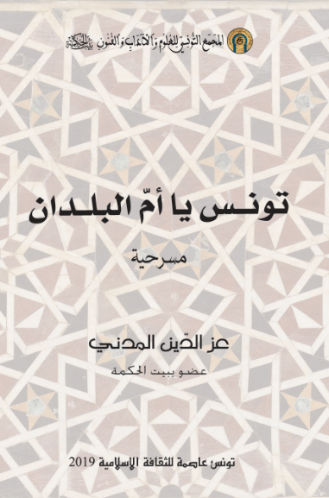 المجمع التونسي للعلوم والآداب والفنون بيت الحكمة
تونس يا أمّ البلدان
مسرحية
عز الدّين المدني
عضو ببيت الحكمة
تونس عاصمة للثقافة الإسلامية 2019